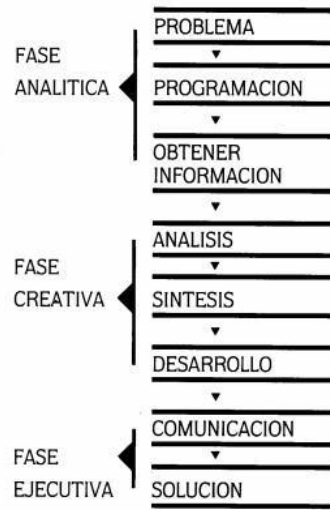 PROBLEMA
FASE
ANALITICA
PROGRAMACION
OBTENER
INFORMACION
ANALISIS
FASE
CREATIVA
SINTESIS
DESARROLLO
COMUNICACION
FASE
EJECUTIVA
SOLUCION